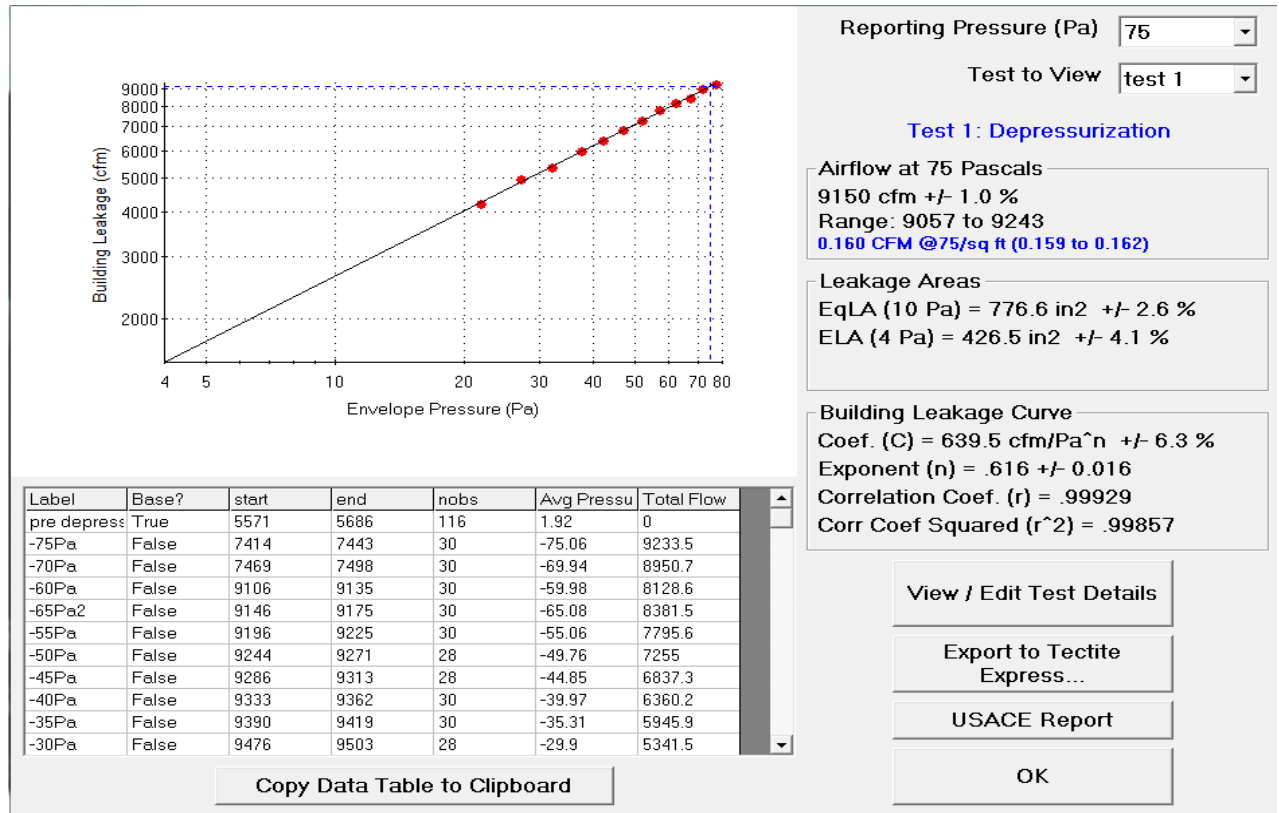 Reporting Pressure (Pa) 75
Test to View test 1
Test 1: Depressurization
Building Leakage (cfm)
9000
8000
7000
6000
5000
4000
3000
2000
4 5 10 20 30 40 50 60 70 80
Envelope Pressure (Pa)
Airflow at 75 Pascals
9150 cfm +/- 1.0 %
Range: 9057 to 9243
0.160 CFM @75/sq ft (0.159 to 0.162)
Leakage Areas
EqLA (10 Pa) = 776.6 in2 +/- 2.6 %
ELA (4 Pa) = 426.5 in2 +/- 4.1 %
Building Leakage Curve
Coef. (C) = 639.5 cfm/Pa^n +/- 6.3 %
Exponent (n) = .616 +/- 0.016
Correlation Coef. (r) = .99929
Corr Coef Squared (r^2) = .99857
Label Base? start end nobs Avg Pressu Total Flow
pre depress True 5571 5686 116 1.92 0
-75Pa False 7414 7443 30 -75.06 9233.5
-70Pa False 7469 7498 30 -69.94 8950.7
-60Pa False 9106 9135 30 -59.98 8128.6
-65Pa2 False 9146 9175 30 -65.08 8381.5
-55Pa False 9196 9225 30 -55.06 7795.6
-50Pa False 9244 9271 28 -49.76 7255
-45Pa False 9286 9313 28 -44.85 6837.3
-40Pa False 9333 9362 30 -39.97 6360.2
-35Pa False 9390 9419 30 -35.31 5945.9
-30Pa False 9476 9503 28 -29.9 5341.5
Copy Data Table to Clipboard
View / Edit Test Details
Export to Tectite
Express...
USACE Report
OK